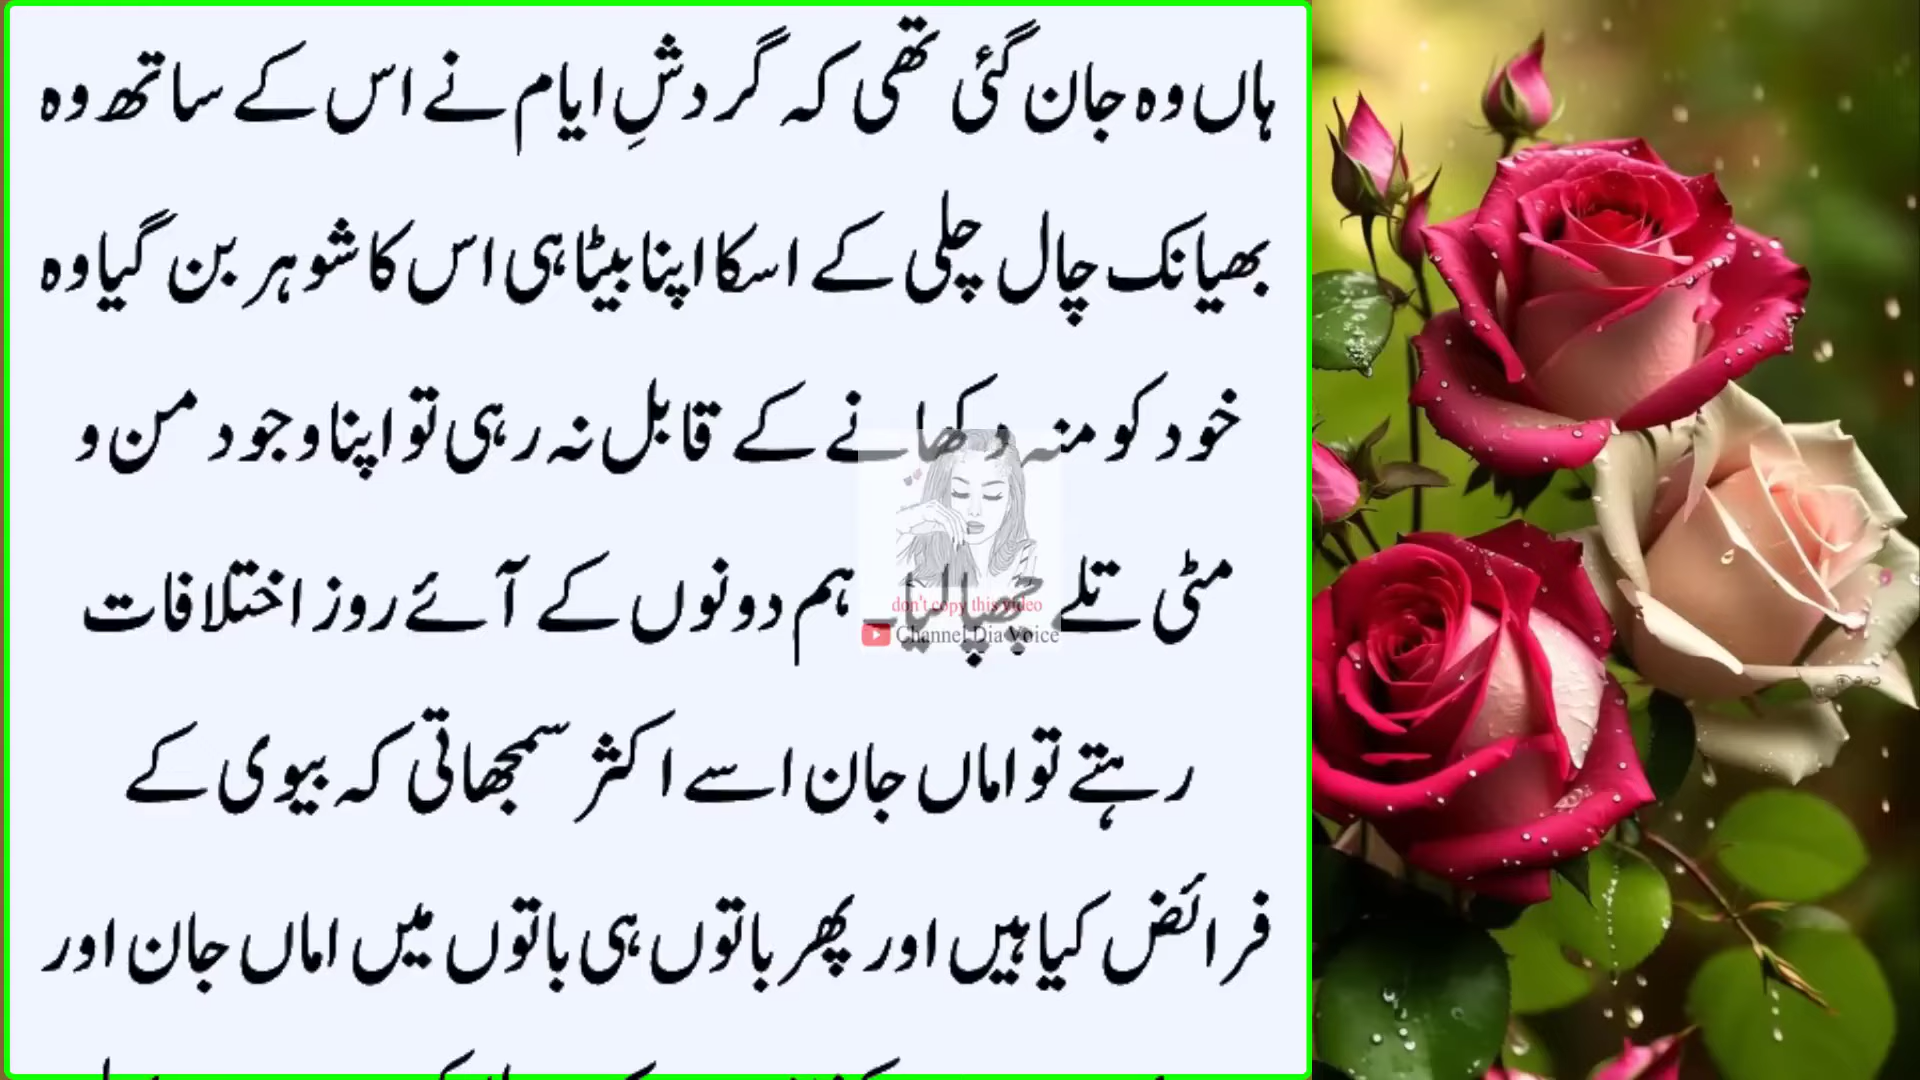 ہاں وہ جان گئی تھی کہ گردشِ ایام نے اس کے ساتھ وہ
بھیانک چال چلی کے اسکا اپنا بیٹا ہی اس کا شوہر بن گیا وہ
خود کو منہ دکھانے کے قابل نہ رہی تو اپنا وجود من و
مٹی تلے چھپا لیا۔ ہم دونوں کے آئے روز اختلافات
don't copy this video
Channel Dia Voice
رہتے تو اماں جان اسے اکثر سمجھاتی کہ بیوی کے
فرائض کیا ہیں اور پھر باتوں ہی باتوں میں اماں جان اور